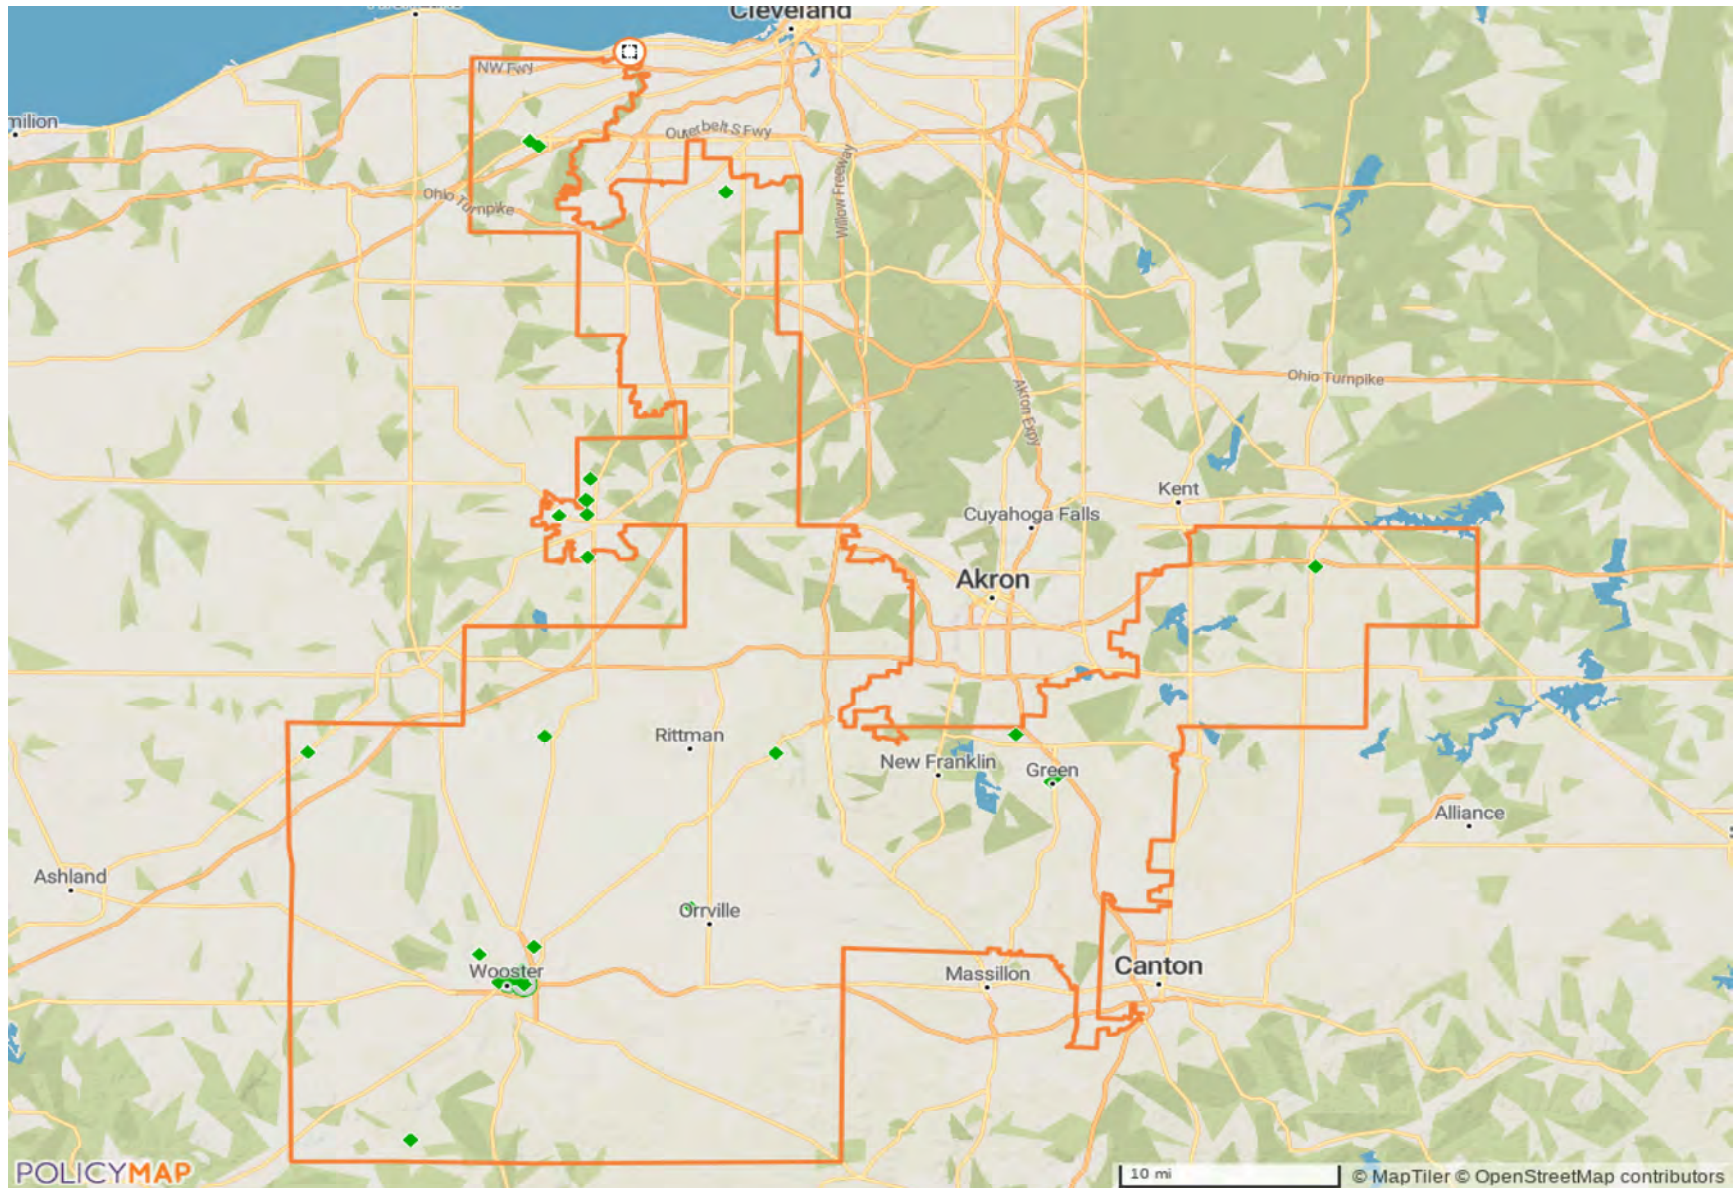 Cleveland
NW Fwy
milion
Outerbelt S Fwy
Willow Freeway
Ohio Turnpike
Ohio Turnpike
Akron Expy
Kent
Cuyahoga Falls
Akron
Rittman
New Franklin
Green
Alliance
Ashland
Orrville
Wooster
Massillon
Canton
POLICYMAP
10 mi
© MapTiler © OpenStreetMap contributors